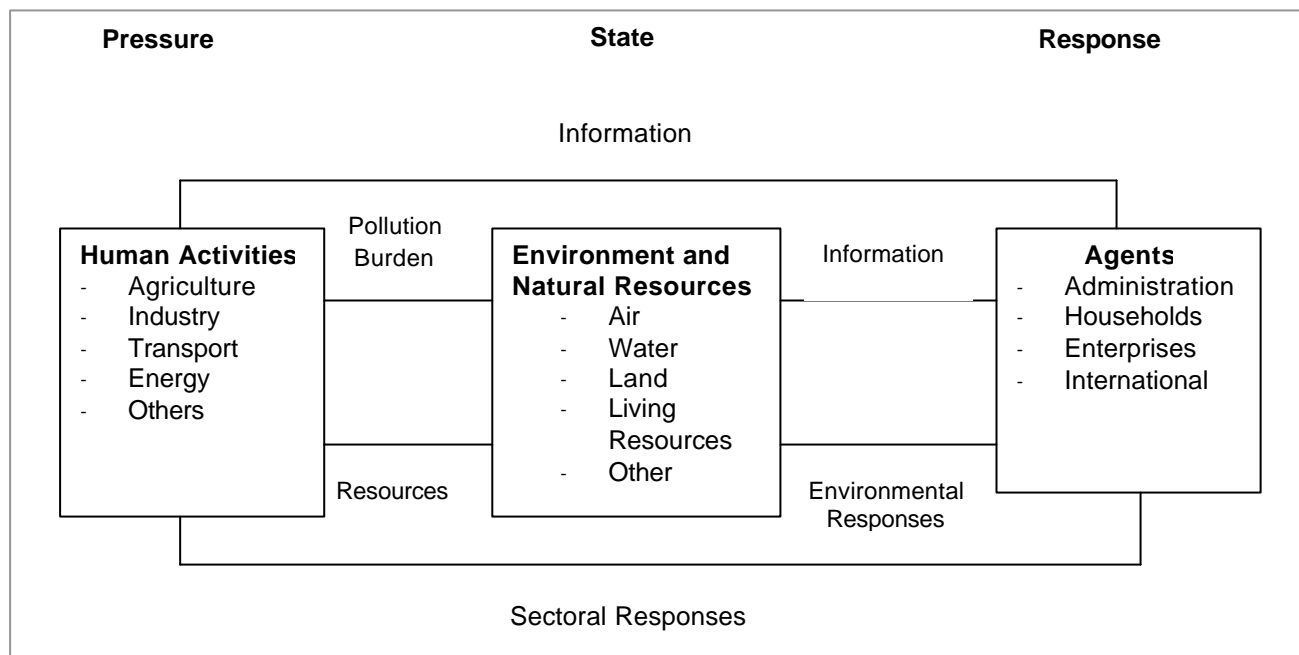 Pressure
State
Response
Information
Pollution
Burden
Information
Human Activities
- Agriculture
- Industry
- Transport
- Energy
- Others
Environment and
Natural Resources
- Air
- Water
- Land
- Living
Resources
- Other
Agents
- Administration
- Households
- Enterprises
- International
Resources
Environmental
Responses
Sectoral Responses